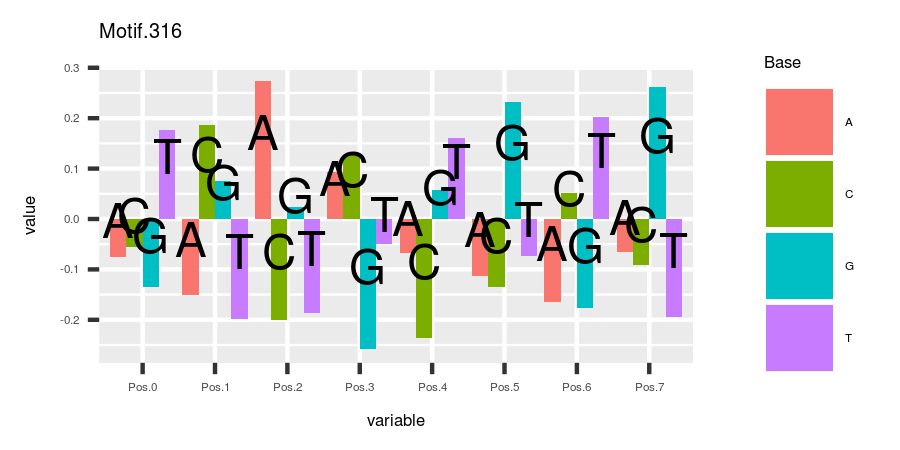 Motif.316
Base
0.3
0.2
0.1
0.0
-0.1
-0.2
value
A C G T
A C G T
A C G T
A C G T
A C G T
A C G T
A C G T
A C G T
Pos.0 Pos.1 Pos.2 Pos.3 Pos.4 Pos.5 Pos.6 Pos.7
variable
A
C
G
T